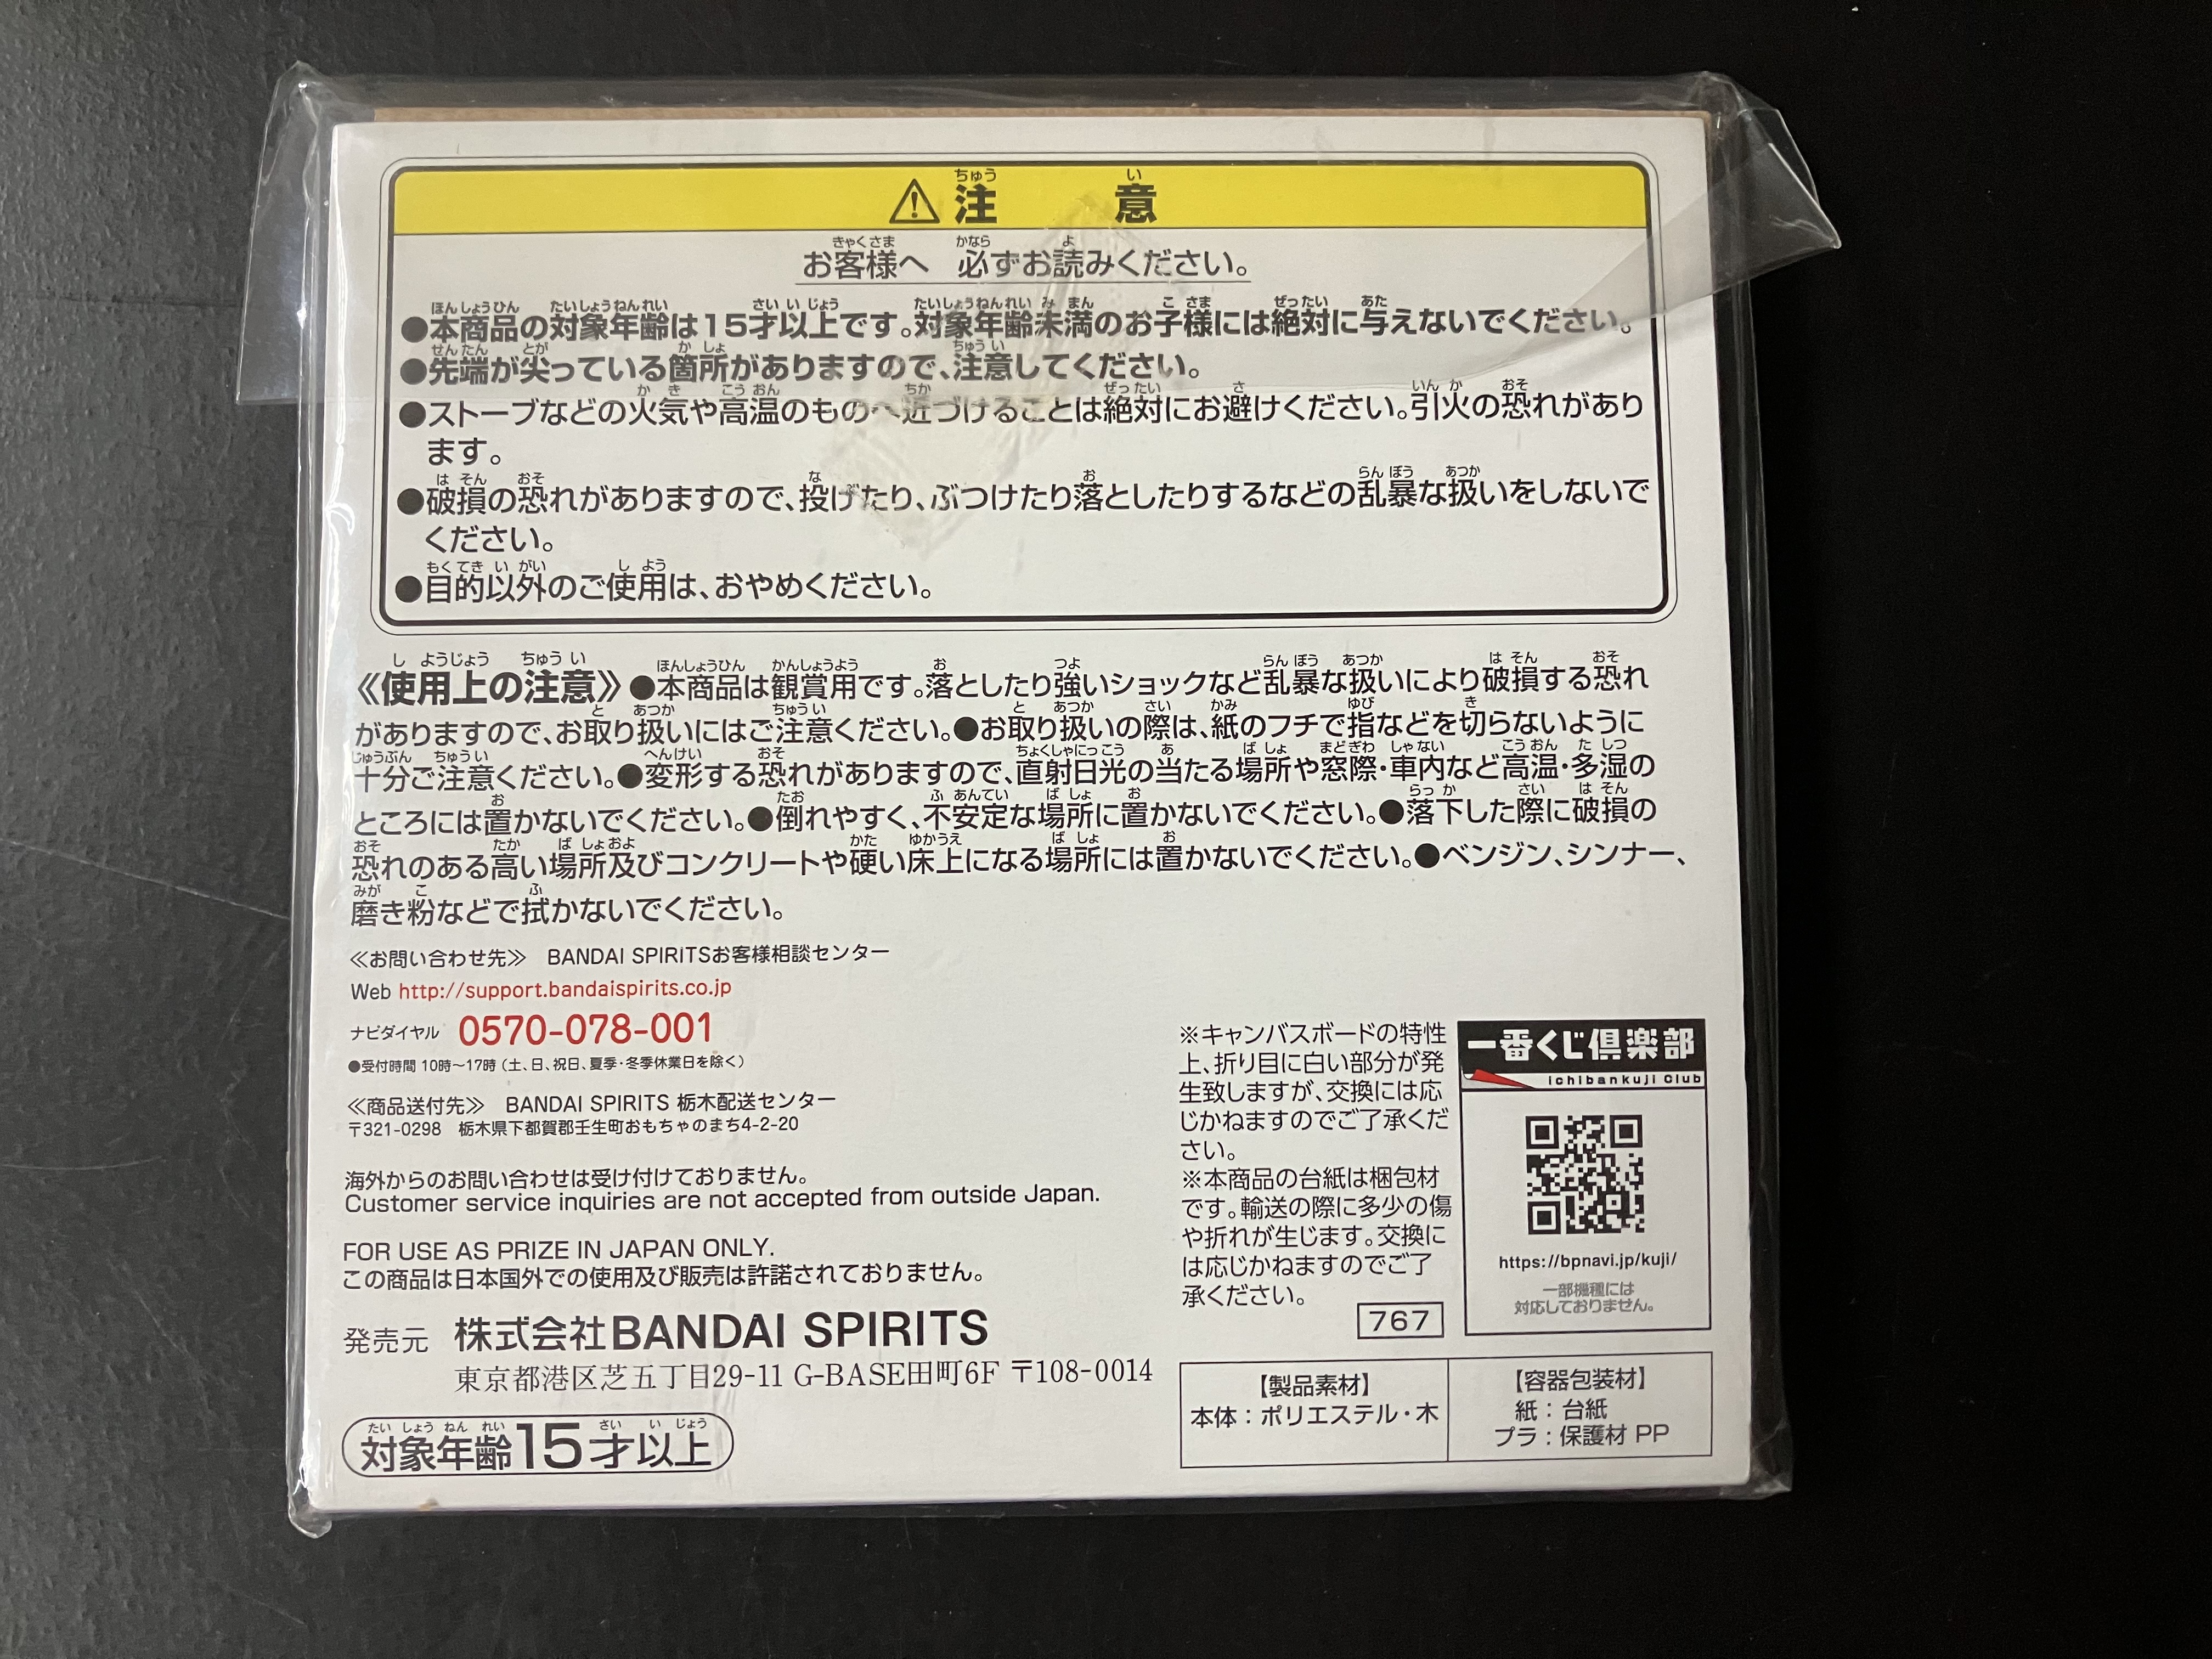 注意
お客様へ 必ずお読みください。
●本商品の対象年齢は15才以上です。対象年齢未満のお子様には絶対に与えないでください。
●先端が尖っている箇所がありますので、注意してください。
●ストーブなどの火気や高温のものへ近づけることは絶対にお避けください。引火の恐れがあり
ます。
●破損の恐れがありますので、投げたり、ぶつけたり落としたりするなどの乱暴な扱いをしないで
ください。
●目的以外のご使用は、おやめください。
《使用上の注意》●本商品は観賞用です。落としたり強いショックなど乱暴な扱いにより破損する恐れ
がありますので、お取り扱いにはご注意ください。●お取り扱いの際は、紙のフチで指などを切らないように
十分ご注意ください。●変形する恐れがありますので、直射日光の当たる場所や窓際・車内など高温・多湿の
ところには置かないでください。●倒れやすく、不安定な場所に置かないでください。●落下した際に破損の
恐れのある高い場所及びコンクリートや硬い床上になる場所には置かないでください。●ベンジン、シンナー、
磨き粉などで拭かないでください。
≪お問い合わせ先≫ BANDAI SPIRITSお客様相談センター
Web http://support.bandaispirits.co.jp
ナビダイヤル 0570-078-001
●受付時間 10時～17時（土、日、祝日、夏季・冬季休業日を除く）
≪商品送付先≫ BANDAI SPIRITS 栃木配送センター
〒321-0298 栃木県下都賀郡壬生町おもちゃのまち4-2-20
海外からのお問い合わせは受け付けておりません。
Customer service inquiries are not accepted from outside Japan.
FOR USE AS PRIZE IN JAPAN ONLY.
この商品は日本国外での使用及び販売は許諾されておりません。
発売元 株式会社BANDAI SPIRITS
東京都港区芝五丁目29-11 G-BASE田町6F 〒108-0014
対象年齢15才以上
※キャンバスボードの特性
上、折り目に白い部分が発
生致しますが、交換には応
じかねますのでご了承くだ
さい。
※本商品の台紙は梱包材
です。輸送の際に多少の傷
や折れが生じます。交換に
は応じかねますのでご了
承ください。
767
一番くじ倶楽部
ichibankuji Club
https://bpnavi.jp/kuji/
一部機種には
対応しておりません。
【製品素材】
本体：ポリエステル・木
【容器包装材】
紙：台紙
プラ：保護材 PP